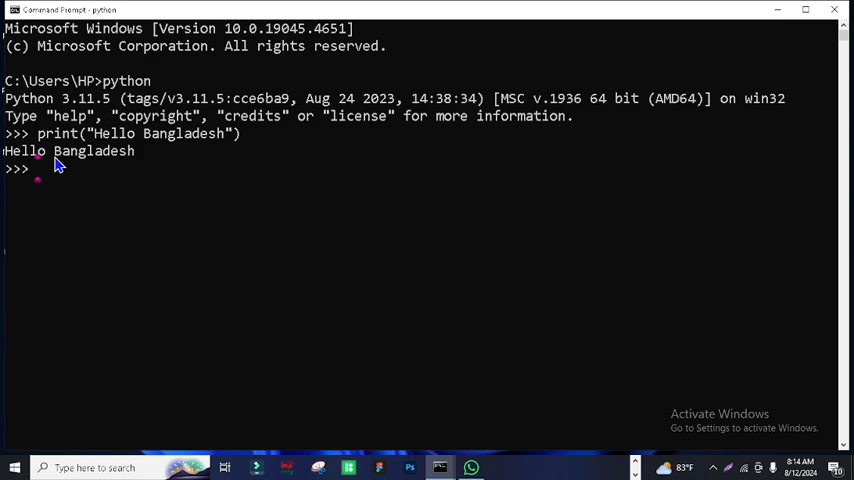 Command Prompt - python
Microsoft Windows [Version 10.0.19045.4651]
(c) Microsoft Corporation. All rights reserved.
C:\Users\HP>python
Python 3.11.5 (tags/v3.11.5:cce6ba9, Aug 24 2023, 14:38:34) [MSC v.1936 64 bit (AMD64)] on win32
Type "help", "copyright", "credits" or "license" for more information.
>>> print("Hello Bangladesh")
Hello Bangladesh
>>>
Activate Windows
Go to Settings to activate Windows.
Type here to search
Ps
83°F
8:14 AM
8/12/2024
10